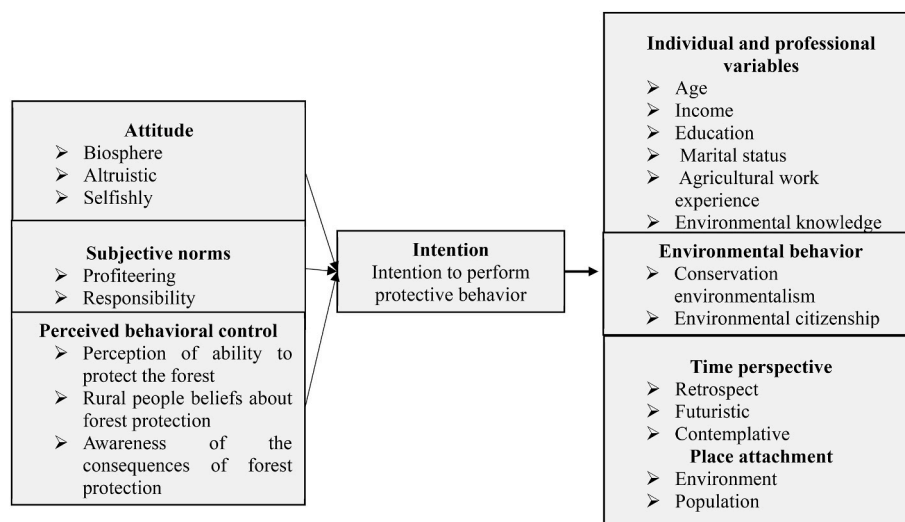 Attitude
➢ Biosphere
➢ Altruistic
➢ Selfishly
Subjective norms
➢ Profiteering
➢ Responsibility
Perceived behavioral control
➢ Perception of ability to
protect the forest
➢ Rural people beliefs about
forest protection
➢ Awareness of the
consequences of forest
protection
Intention
Intention to perform
protective behavior
Individual and professional
variables
➢ Age
➢ Income
➢ Education
➢ Marital status
➢ Agricultural work
experience
➢ Environmental knowledge
Environmental behavior
➢ Conservation
environmentalism
➢ Environmental citizenship
Time perspective
➢ Retrospect
➢ Futuristic
➢ Contemplative
Place attachment
➢ Environment
➢ Population